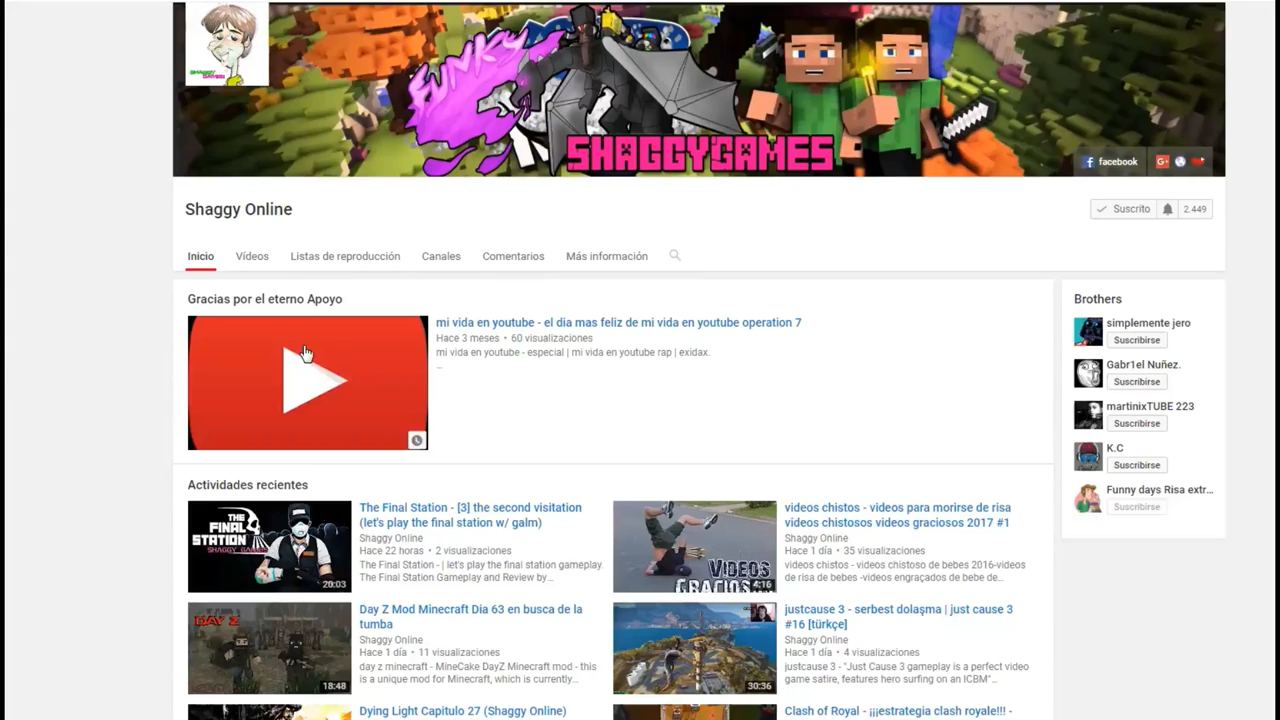 SHAGGY GAMES
SHAGGYGAMES
facebook
Shaggy Online
Suscrito 2.449
Inicio Vídeos Listas de reproducción Canales Comentarios Más información
Gracias por el eterno Apoyo
mi vida en youtube - el dia mas feliz de mi vida en youtube operation 7
Hace 3 meses • 60 visualizaciones
mi vida en youtube - especial | mi vida en youtube rap | exidax.
...
Brothers
simplemente jero
Suscribirse
Gabr1el Nuñez.
Suscribirse
martinixTUBE 223
Suscribirse
K.C
Suscribirse
Funny days Risa extr...
Suscribirse
Actividades recientes
THE FINAL STATION
SHAGGY GAMES
20:03
The Final Station - [3] the second visitation
(let's play the final station w/ galm)
Shaggy Online
Hace 22 horas • 2 visualizaciones
The Final Station - | let's play the final station gameplay.
The Final Station Gameplay and Review by...
VIDEOS
GRACIOS
4:16
videos chistos - videos para morirse de risa
videos chistosos videos graciosos 2017 #1
Shaggy Online
Hace 1 día • 35 visualizaciones
videos chistos - videos chistoso de bebes 2016-videos
de risa de bebes -videos engraçados de bebe de...
DAY Z
18:48
Day Z Mod Minecraft Dia 63 en busca de la
tumba
Shaggy Online
Hace 1 día • 11 visualizaciones
day z minecraft - MineCake DayZ Minecraft mod - this
is a unique mod for Minecraft, which is currently...
30:36
justcause 3 - serbest dolaşma | just cause 3
#16 [türkçe]
Shaggy Online
Hace 1 día • 4 visualizaciones
justcause 3 - "Just Cause 3 gameplay is a perfect video
game satire, features hero surfing on an ICBM"...
Dying Light Capitulo 27 (Shaggy Online)
Clash of Royal - ¡¡¡estrategia clash royale!!! -